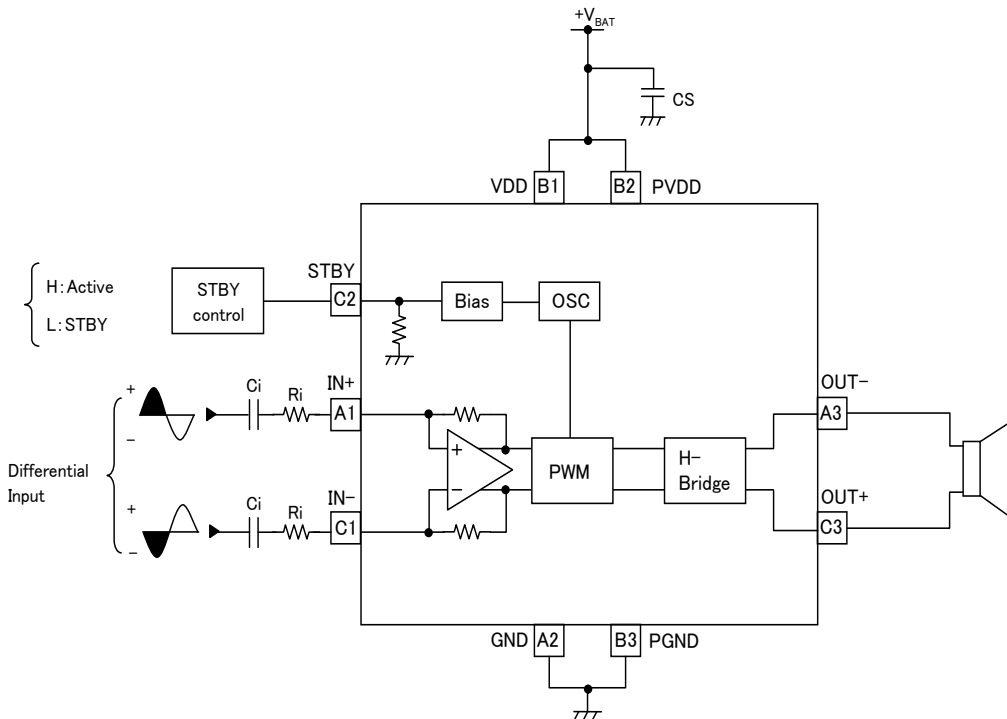 +VBAT
CS
VDD B1 B2 PVDD
H:Active
L:STBY
STBY
control
STBY
C2
Bias
OSC
Differential
Input
+
−
Ci
Ri
IN+
A1
+
−
Ci
Ri
IN-
C1
+
−
PWM
H-
Bridge
OUT-
A3
OUT+
C3
GND A2 B3 PGND